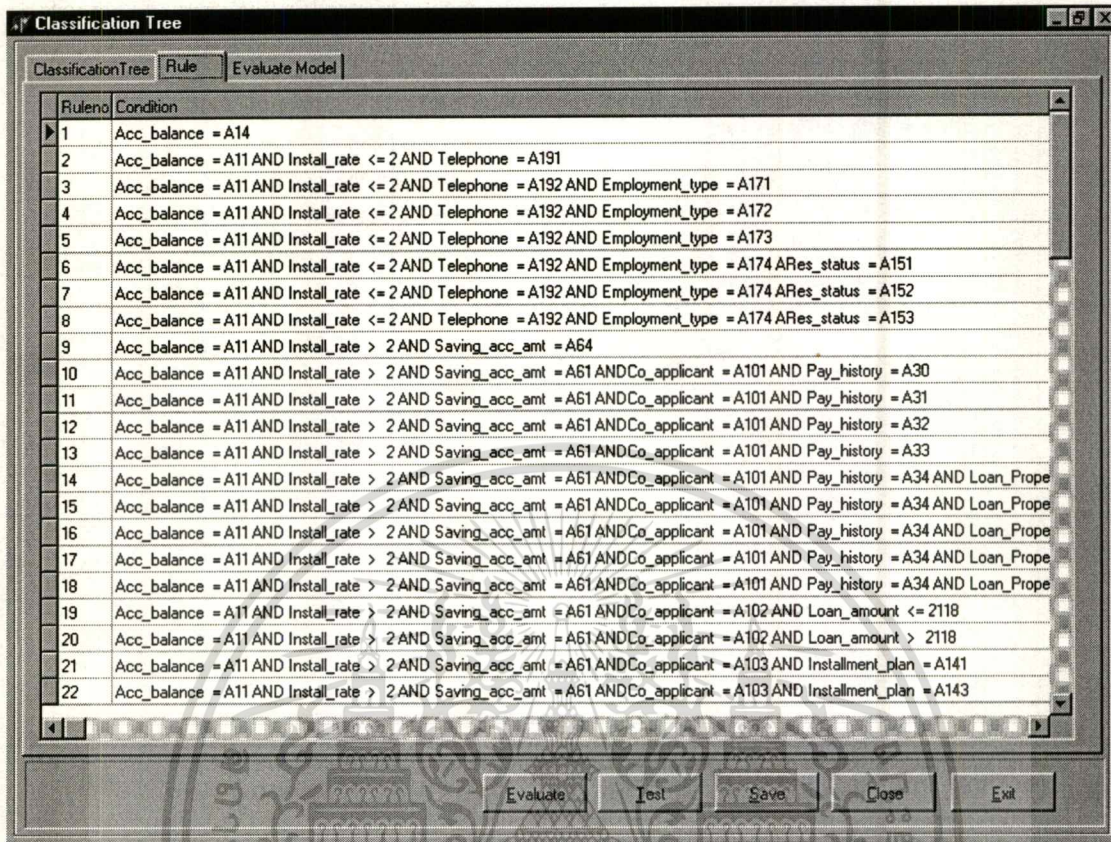 Classification Tree
ClassificationTree Rule Evaluate Model
Ruleno Condition
1 Acc_balance = A14
2 Acc_balance = A11 AND Install_rate <= 2 AND Telephone = A191
3 Acc_balance = A11 AND Install_rate <= 2 AND Telephone = A192 AND Employment_type = A171
4 Acc_balance = A11 AND Install_rate <= 2 AND Telephone = A192 AND Employment_type = A172
5 Acc_balance = A11 AND Install_rate <= 2 AND Telephone = A192 AND Employment_type = A173
6 Acc_balance = A11 AND Install_rate <= 2 AND Telephone = A192 AND Employment_type = A174 ARes_status = A151
7 Acc_balance = A11 AND Install_rate <= 2 AND Telephone = A192 AND Employment_type = A174 ARes_status = A152
8 Acc_balance = A11 AND Install_rate <= 2 AND Telephone = A192 AND Employment_type = A174 ARes_status = A153
9 Acc_balance = A11 AND Install_rate > 2 AND Saving_acc_amt = A64
10 Acc_balance = A11 AND Install_rate > 2 AND Saving_acc_amt = A61 ANDCo_applicant = A101 AND Pay_history = A30
11 Acc_balance = A11 AND Install_rate > 2 AND Saving_acc_amt = A61 ANDCo_applicant = A101 AND Pay_history = A31
12 Acc_balance = A11 AND Install_rate > 2 AND Saving_acc_amt = A61 ANDCo_applicant = A101 AND Pay_history = A32
13 Acc_balance = A11 AND Install_rate > 2 AND Saving_acc_amt = A61 ANDCo_applicant = A101 AND Pay_history = A33
14 Acc_balance = A11 AND Install_rate > 2 AND Saving_acc_amt = A61 ANDCo_applicant = A101 AND Pay_history = A34 AND Loan_Prope
15 Acc_balance = A11 AND Install_rate > 2 AND Saving_acc_amt = A61 ANDCo_applicant = A101 AND Pay_history = A34 AND Loan_Prope
16 Acc_balance = A11 AND Install_rate > 2 AND Saving_acc_amt = A61 ANDCo_applicant = A101 AND Pay_history = A34 AND Loan_Prope
17 Acc_balance = A11 AND Install_rate > 2 AND Saving_acc_amt = A61 ANDCo_applicant = A101 AND Pay_history = A34 AND Loan_Prope
18 Acc_balance = A11 AND Install_rate > 2 AND Saving_acc_amt = A61 ANDCo_applicant = A101 AND Pay_history = A34 AND Loan_Prope
19 Acc_balance = A11 AND Install_rate > 2 AND Saving_acc_amt = A61 ANDCo_applicant = A102 AND Loan_amount <= 2118
20 Acc_balance = A11 AND Install_rate > 2 AND Saving_acc_amt = A61 ANDCo_applicant = A102 AND Loan_amount > 2118
21 Acc_balance = A11 AND Install_rate > 2 AND Saving_acc_amt = A61 ANDCo_applicant = A103 AND Installment_plan = A141
22 Acc_balance = A11 AND Install_rate > 2 AND Saving_acc_amt = A61 ANDCo_applicant = A103 AND Installment_plan = A143
Evaluate Test Save Close Exit